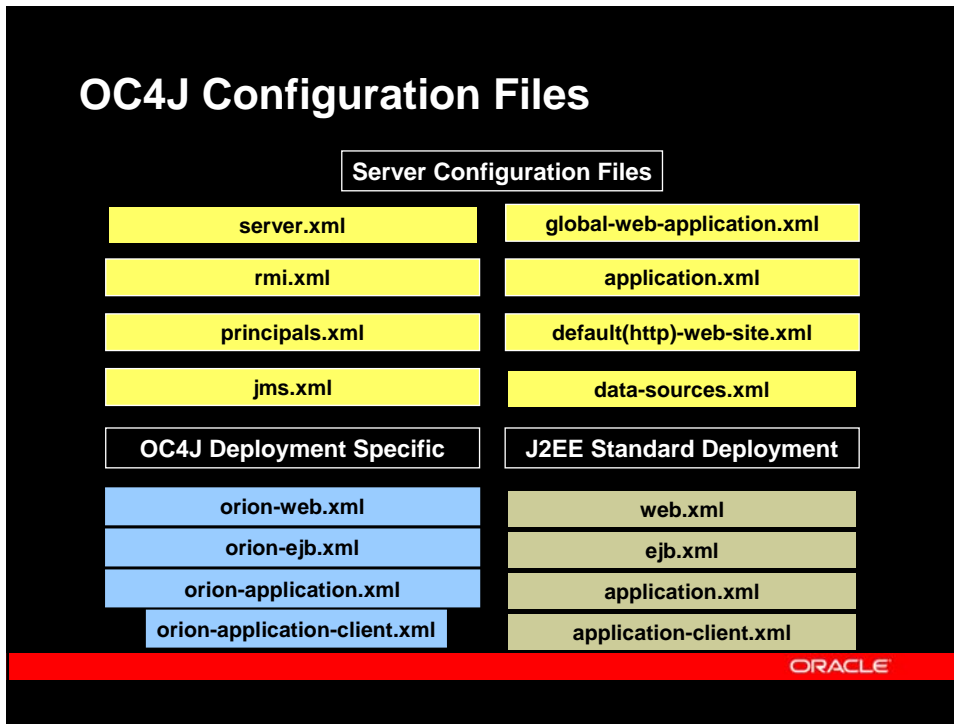 OC4J Configuration Files
Server Configuration Files
server.xml
global-web-application.xml
rmi.xml
application.xml
principals.xml
default(http)-web-site.xml
jms.xml
data-sources.xml
OC4J Deployment Specific
J2EE Standard Deployment
orion-web.xml
web.xml
orion-ejb.xml
ejb.xml
orion-application.xml
application.xml
orion-application-client.xml
application-client.xml
ORACLE